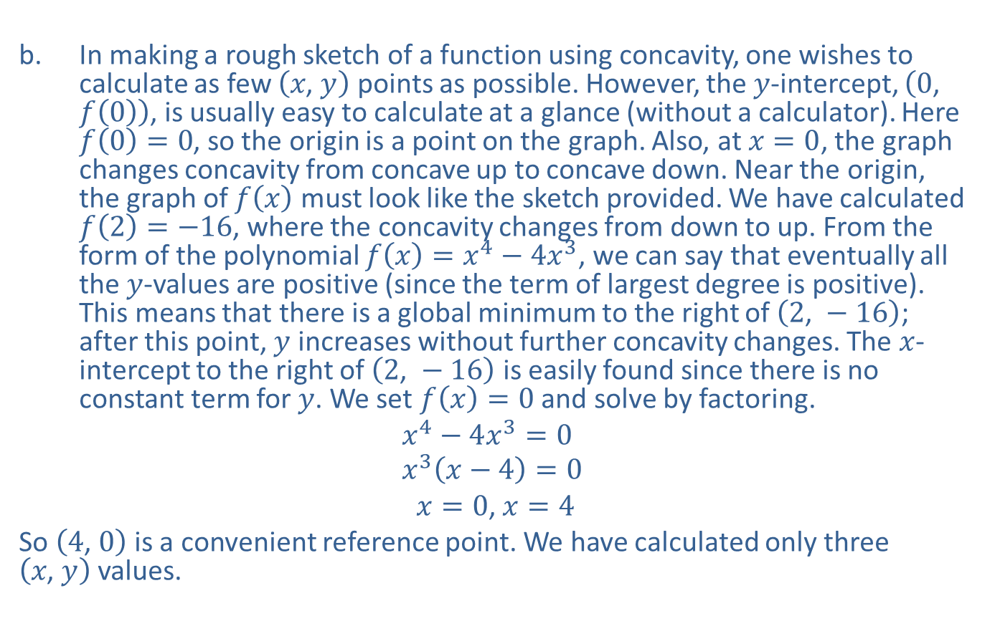 b. In making a rough sketch of a function using concavity, one wishes to
calculate as few (x, y) points as possible. However, the y-intercept, (0,
f(0)), is usually easy to calculate at a glance (without a calculator). Here
f(0) = 0, so the origin is a point on the graph. Also, at x = 0, the graph
changes concavity from concave up to concave down. Near the origin,
the graph of f(x) must look like the sketch provided. We have calculated
f(2) = −16, where the concavity changes from down to up. From the
form of the polynomial f(x) = x⁴ − 4x³, we can say that eventually all
the y-values are positive (since the term of largest degree is positive).
This means that there is a global minimum to the right of (2, − 16);
after this point, y increases without further concavity changes. The x-
intercept to the right of (2, − 16) is easily found since there is no
constant term for y. We set f(x) = 0 and solve by factoring.
x⁴ − 4x³ = 0
x³(x − 4) = 0
x = 0, x = 4
So (4, 0) is a convenient reference point. We have calculated only three
(x, y) values.